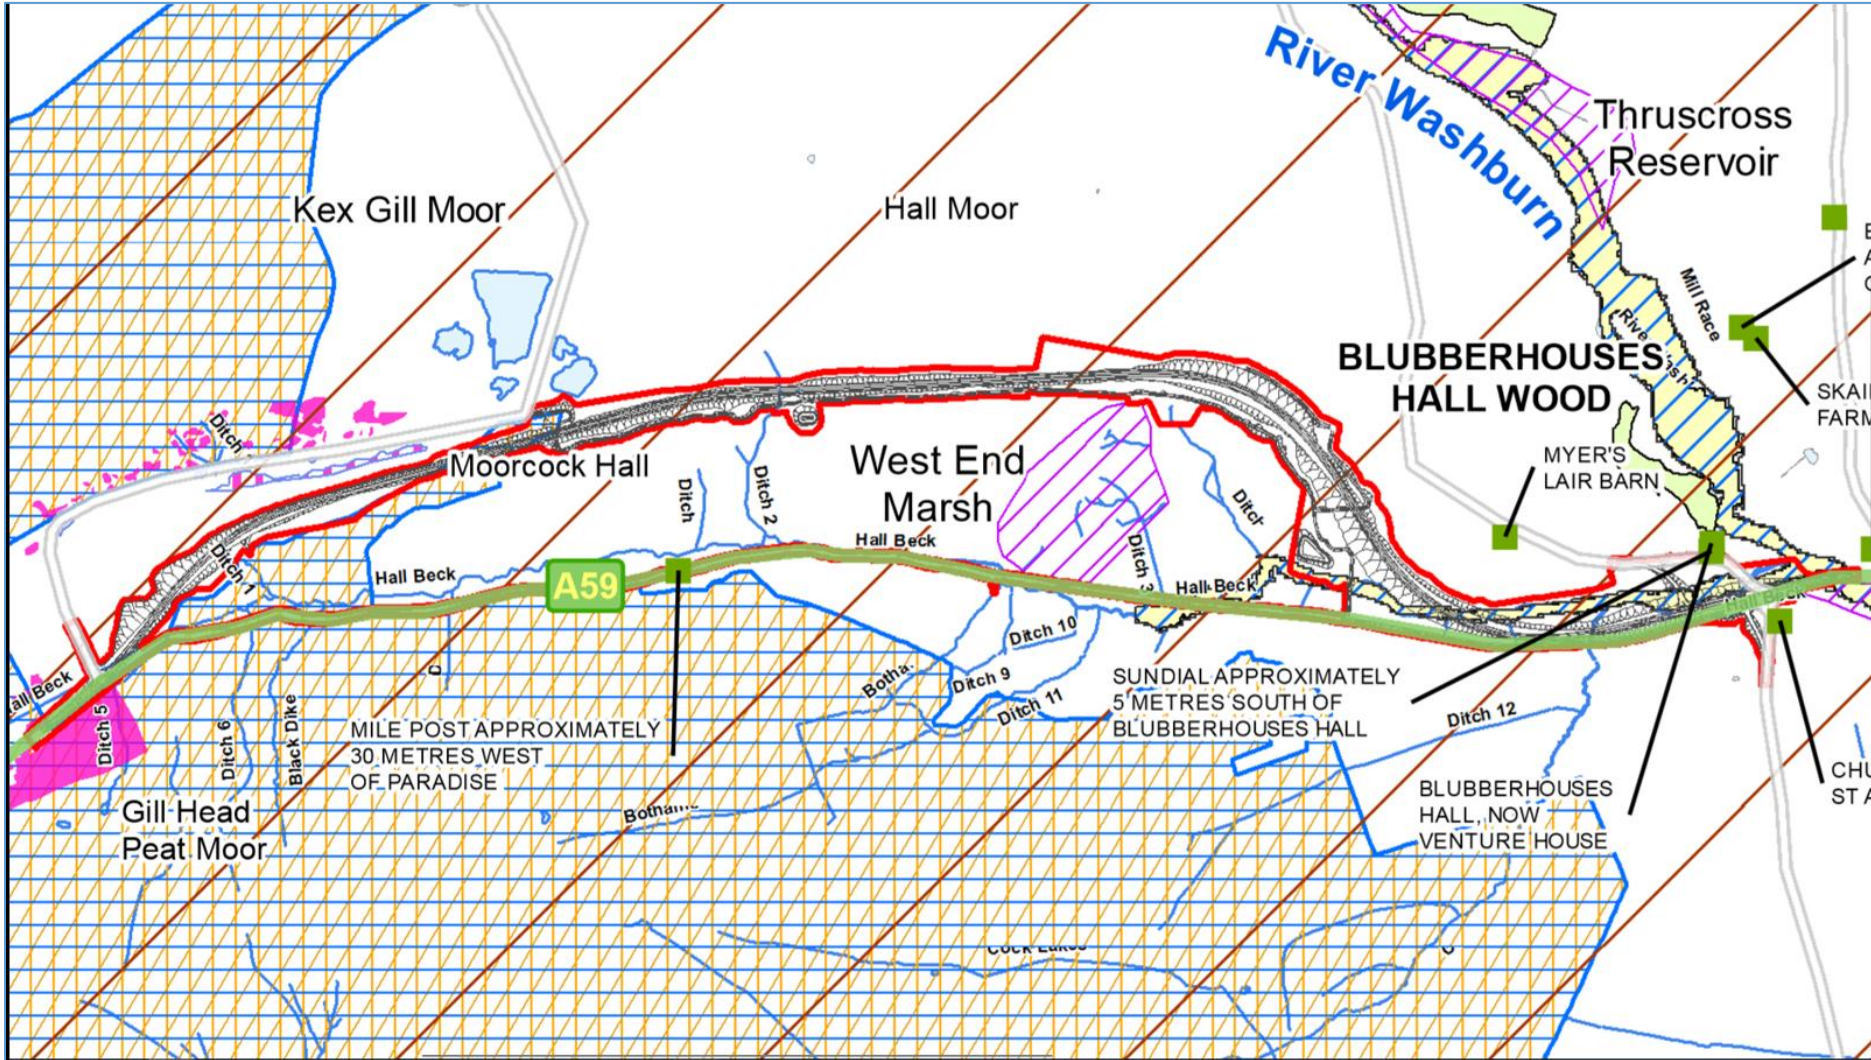 River Washburn
Thruscross
Reservoir
Kex Gill Moor
Hall Moor
Mill Race
BLUBBERHOUSES
HALL WOOD
SKAI
FARM
MYER'S
LAIR BARN
Moorcock Hall
West End
Marsh
Ditch
Ditch
Ditch 2
Ditch
Ditch 1
Ditch 3
Hall Beck
Hall Beck
Hall Beck
Hall Beck
A59
Ditch 10
Ditch 9
Ditch 11
Ditch 12
Ditch 5
Ditch 6
Black Dike
MILE POST APPROXIMATELY
30 METRES WEST
OF PARADISE
SUNDIAL APPROXIMATELY
5 METRES SOUTH OF
BLUBBERHOUSES HALL
BLUBBERHOUSES
HALL, NOW
VENTURE HOUSE
CHU
ST A
Gill Head
Peat Moor